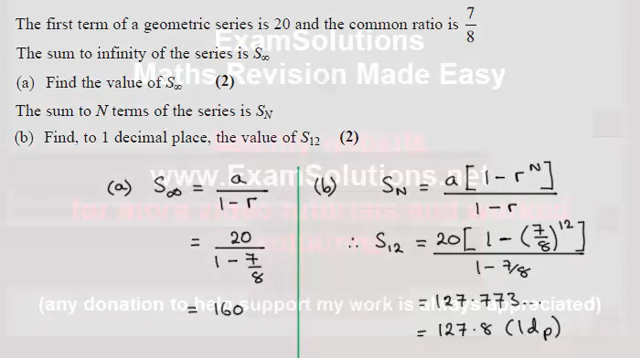 The first term of a geometric series is 20 and the common ratio is 7/8
ExamSolutions
The sum to infinity of the series is S∞
Maths Revision Made Easy
(a) Find the value of S∞ (2)
The sum to N terms of the series is S_N
(b) Find, to 1 decimal place, the value of S₁₂ (2)
www.ExamSolutions.net
(a) S∞ = a / (1 - r)
= 20 / (1 - 7/8)
= 160
(b) S_N = a[1 - r^N] / (1 - r)
∴ S₁₂ = 20[1 - (7/8)^12] / (1 - 7/8)
= 127.773...
= 127.8 (1dp)
(any donation to help support my work is always appreciated)